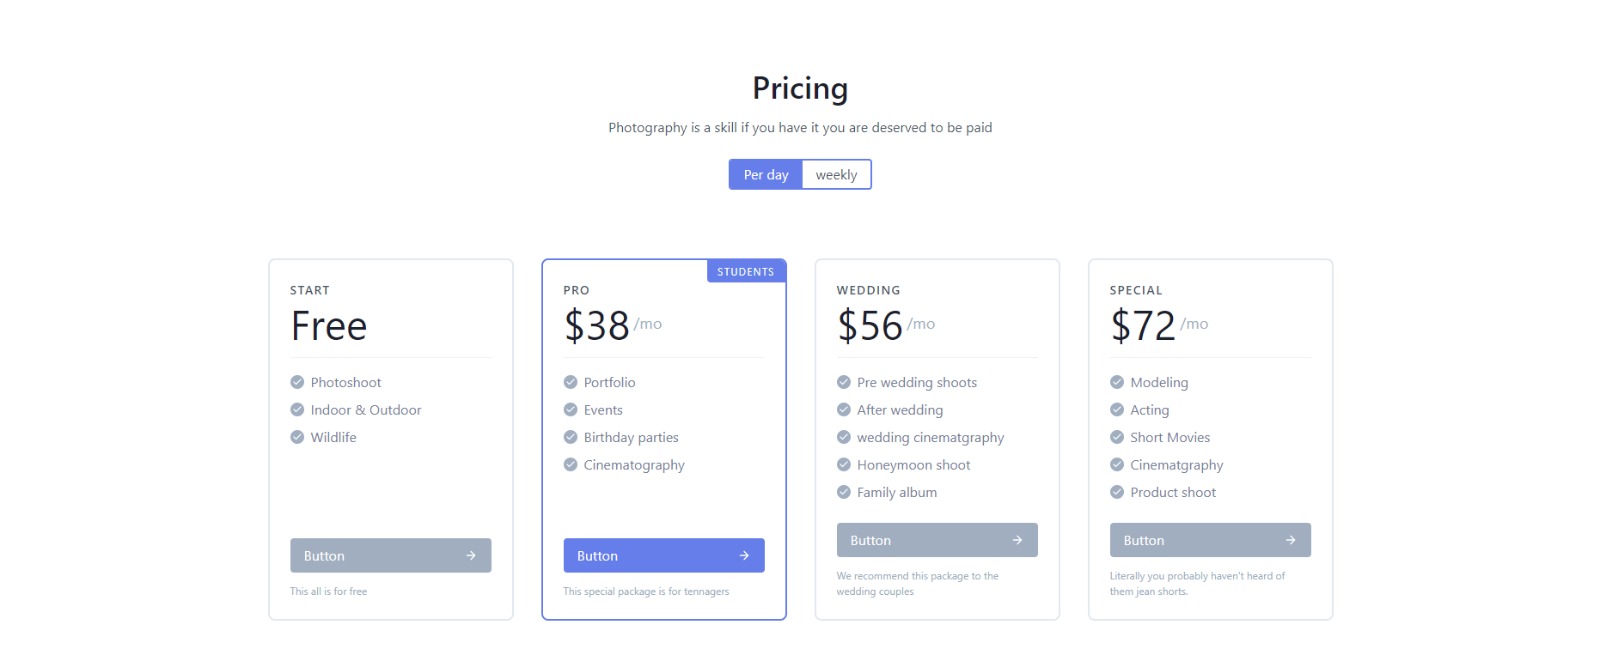 Pricing
Photography is a skill if you have it you are deserved to be paid
Per day weekly
START
Free
Photoshoot
Indoor & Outdoor
Wildlife
Button
This all is for free
STUDENTS
PRO
$38 /mo
Portfolio
Events
Birthday parties
Cinematography
Button
This special package is for tennagers
WEDDING
$56 /mo
Pre wedding shoots
After wedding
wedding cinematgraphy
Honeymoon shoot
Family album
Button
We recommend this package to the
wedding couples
SPECIAL
$72 /mo
Modeling
Acting
Short Movies
Cinematgraphy
Product shoot
Button
Literally you probably haven't heard of
them jean shorts.